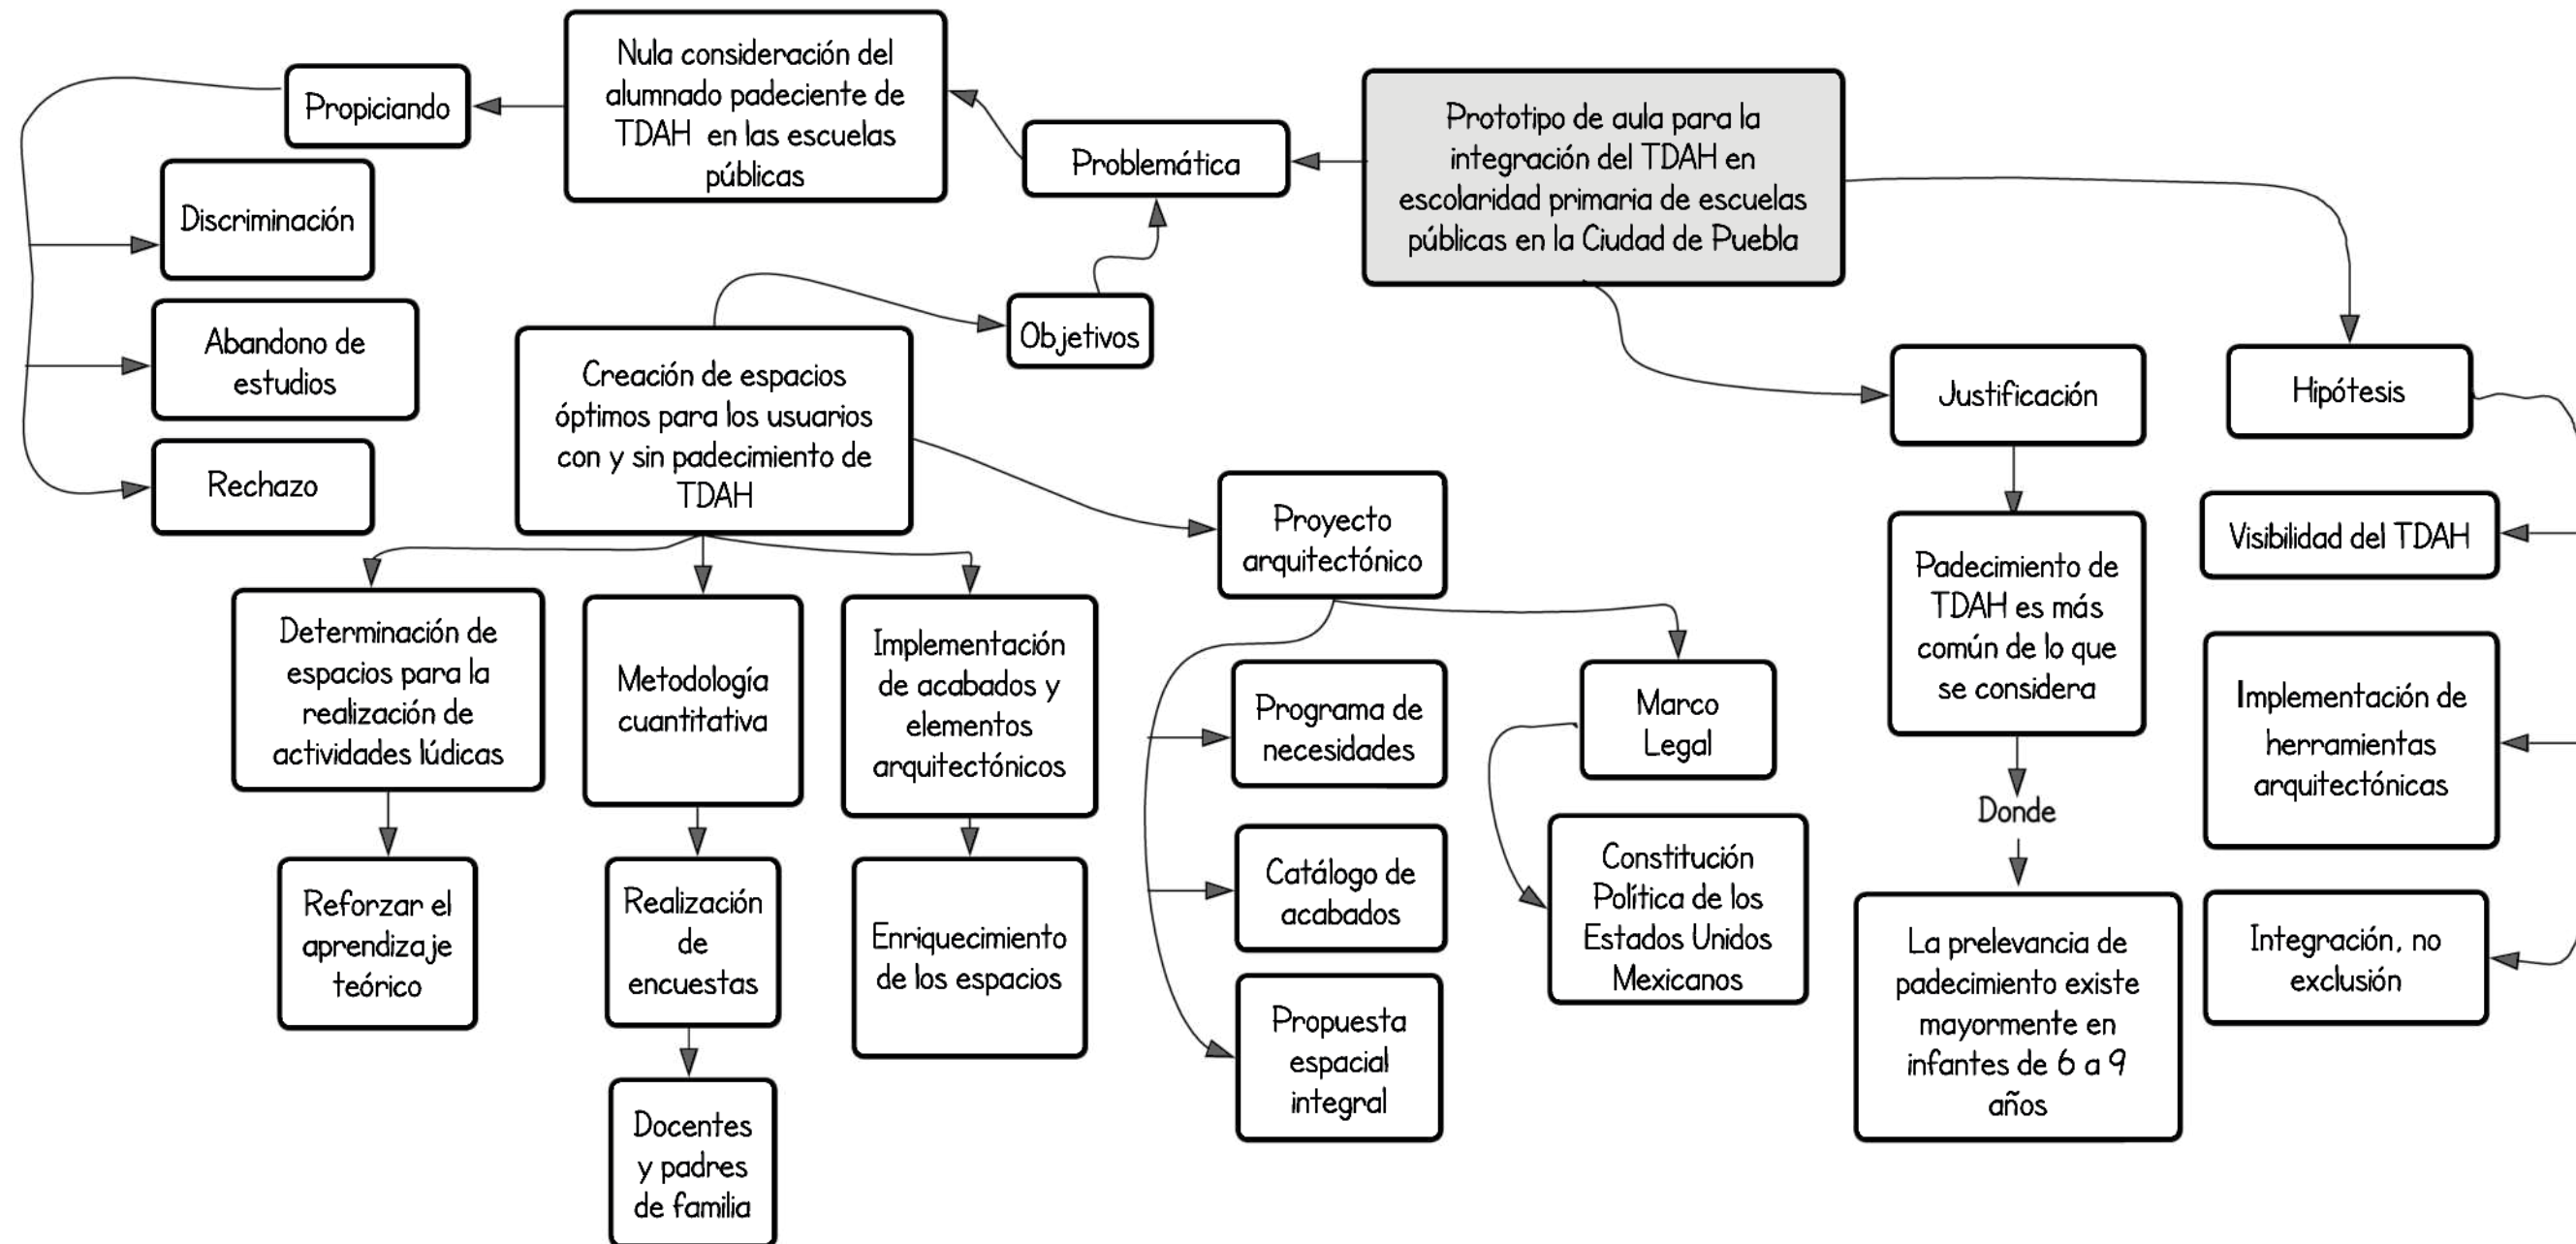 Nula consideración del
alumnado padeciente de
TDAH en las escuelas
públicas
Propiciando
Problemática
Prototipo de aula para la
integración del TDAH en
escolaridad primaria de escuelas
públicas en la Ciudad de Puebla
Discriminación
Abandono de
estudios
Rechazo
Objetivos
Creación de espacios
óptimos para los usuarios
con y sin padecimiento de
TDAH
Justificación
Hipótesis
Proyecto
arquitectónico
Determinación de
espacios para la
realización de
actividades lúdicas
Metodología
cuantitativa
Implementación
de acabados y
elementos
arquitectónicos
Reforzar el
aprendizaje
teórico
Realización
de
encuestas
Enriquecimiento
de los espacios
Docentes
y padres
de familia
Programa de
necesidades
Catálogo de
acabados
Propuesta
espacial
integral
Marco
Legal
Constitución
Política de los
Estados Unidos
Mexicanos
Padecimiento de
TDAH es más
común de lo que
se considera
Donde
La prelevancia de
padecimiento existe
mayormente en
infantes de 6 a 9
años
Visibilidad del TDAH
Implementación de
herramientas
arquitectónicas
Integración, no
exclusión